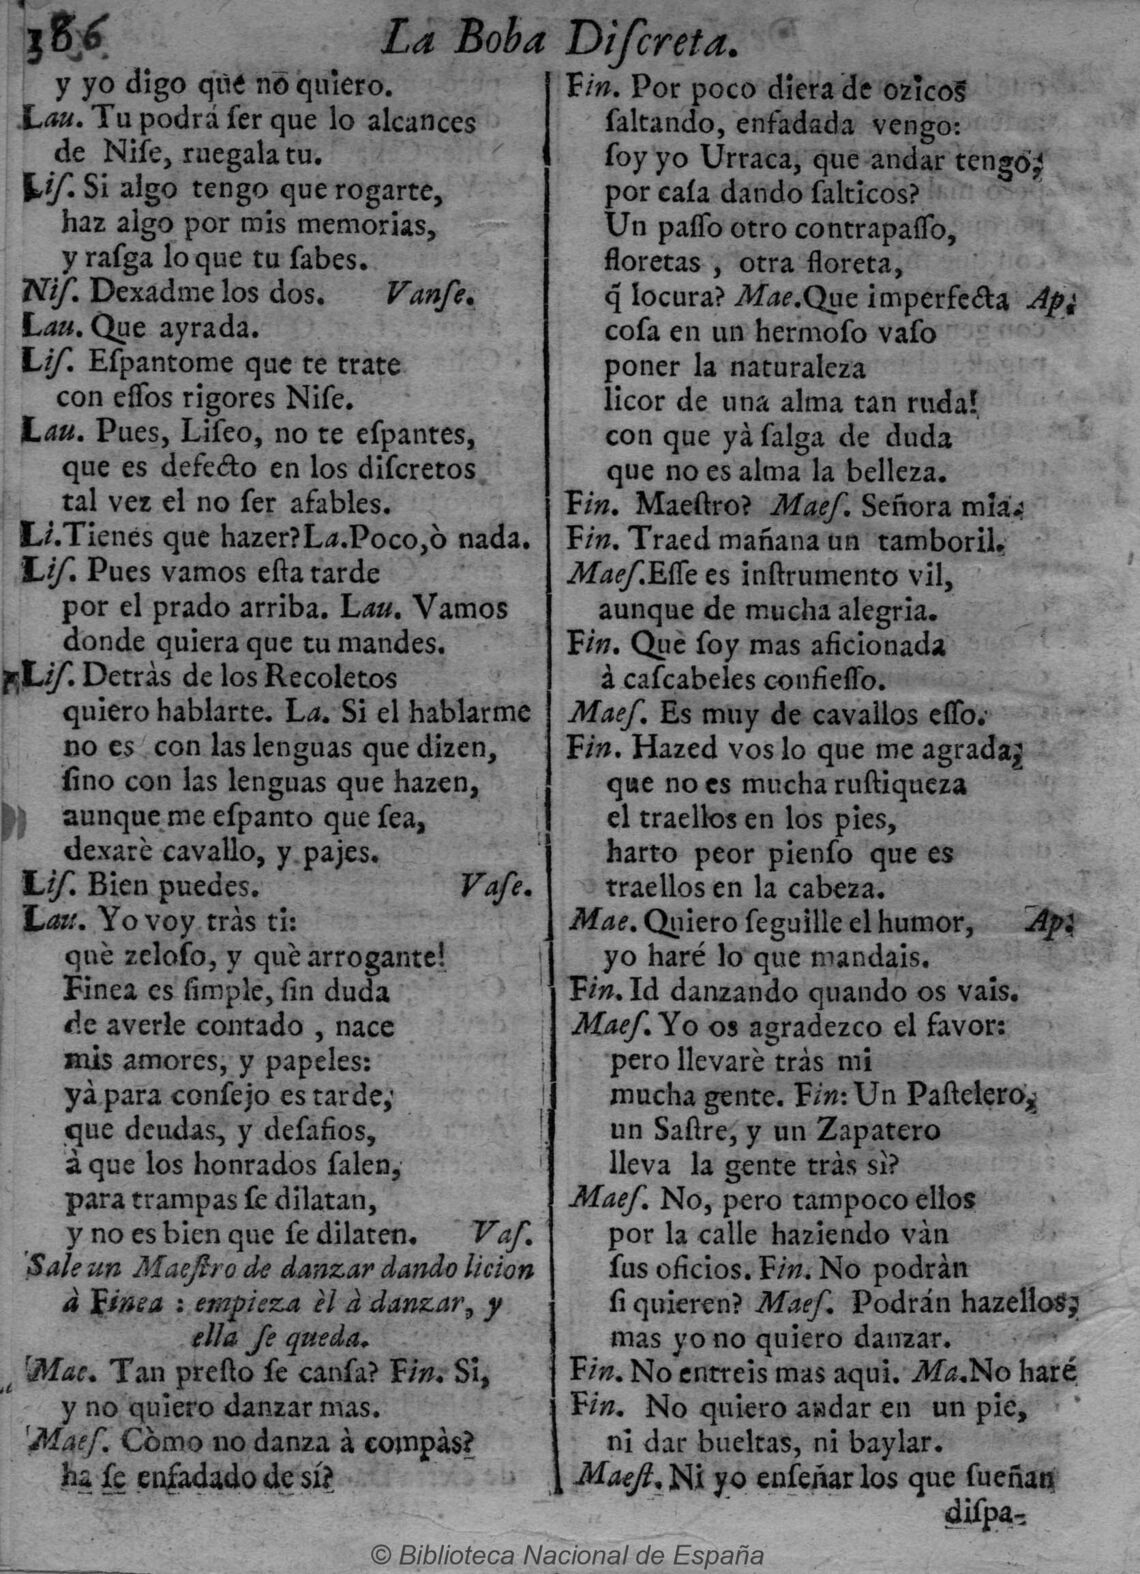 386
La Boba Diſcreta.
y yo digo que no quiero.
Lau. Tu podrá ſer que lo alcances
de Niſe, ruegala tu.
Liſ. Si algo tengo que rogarte,
haz algo por mis memorias,
y raſga lo que tu ſabes.
Niſ. Dexadme los dos. Vanſe.
Lau. Que ayrada.
Liſ. Eſpantome que te trate
con eſſos rigores Niſe.
Lau. Pues, Liſeo, no te eſpantes,
que es defecto en los diſcretos
tal vez el no ſer afables.
Li. Tienes que hazer? La. Poco, ò nada.
Liſ. Pues vamos eſta tarde
por el prado arriba. Lau. Vamos
donde quiera que tu mandes.
Liſ. Detràs de los Recoletos
quiero hablarte. La. Si el hablarme
no es con las lenguas que dizen,
ſino con las lenguas que hazen,
aunque me eſpanto que ſea,
dexarè cavallo, y pajes.
Liſ. Bien puedes. Vaſe.
Lau. Yo voy tràs ti:
què zeloſo, y què arrogante!
Finea es ſimple, ſin duda
de averle contado, nace
mis amores, y papeles:
yà para conſejo es tarde,
que deudas, y deſafios,
à que los honrados ſalen,
para trampas ſe dilatan,
y no es bien que ſe dilaten. Vaſ.
Sale un Maeſtro de danzar dando licion
à Finea : empieza èl à danzar, y
ella ſe queda.
Mae. Tan preſto ſe canſa? Fin. Si,
y no quiero danzar mas.
Maeſ. Còmo no danza à compàs?
ha ſe enfadado de sí?
Fin. Por poco diera de ozicos
ſaltando, enfadada vengo:
ſoy yo Urraca, que andar tengo,
por caſa dando ſalticos?
Un paſſo otro contrapaſſo,
floretas, otra floreta,
q̃ locura? Mae. Que imperfecta Ap.
coſa en un hermoſo vaſo
poner la naturaleza
licor de una alma tan ruda!
con que yà ſalga de duda
que no es alma la belleza.
Fin. Maeſtro? Maeſ. Señora mia.
Fin. Traed mañana un tamboril.
Maeſ. Eſſe es inſtrumento vil,
aunque de mucha alegria.
Fin. Que ſoy mas aficionada
à caſcabeles confieſſo.
Maeſ. Es muy de cavallos eſſo.
Fin. Hazed vos lo que me agrada,
que no es mucha ruſtiqueza
el traellos en los pies,
harto peor pienſo que es
traellos en la cabeza.
Mae. Quiero ſeguille el humor, Ap.
yo haré lo que mandais.
Fin. Id danzando quando os vais.
Maeſ. Yo os agradezco el favor:
pero llevarè tràs mi
mucha gente. Fin: Un Paſtelero,
un Saſtre, y un Zapatero
lleva la gente tràs sì?
Maeſ. No, pero tampoco ellos
por la calle haziendo vàn
ſus oficios. Fin. No podràn
ſi quieren? Maeſ. Podrán hazellos,
mas yo no quiero danzar.
Fin. No entreis mas aqui. Ma. No haré
Fin. No quiero andar en un pie,
ni dar bueltas, ni baylar.
Maeſt. Ni yo enſeñar los que ſueñan
diſpa-
© Biblioteca Nacional de España